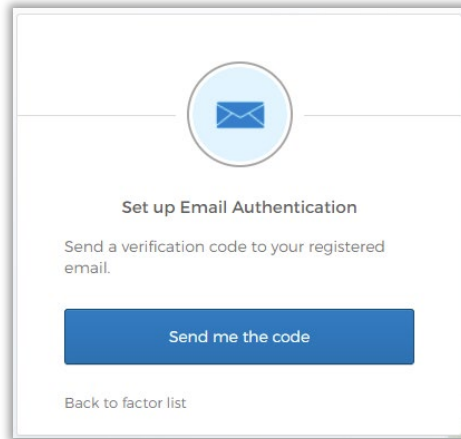 Set up Email Authentication
Send a verification code to your registered
email.
Send me the code
Back to factor list